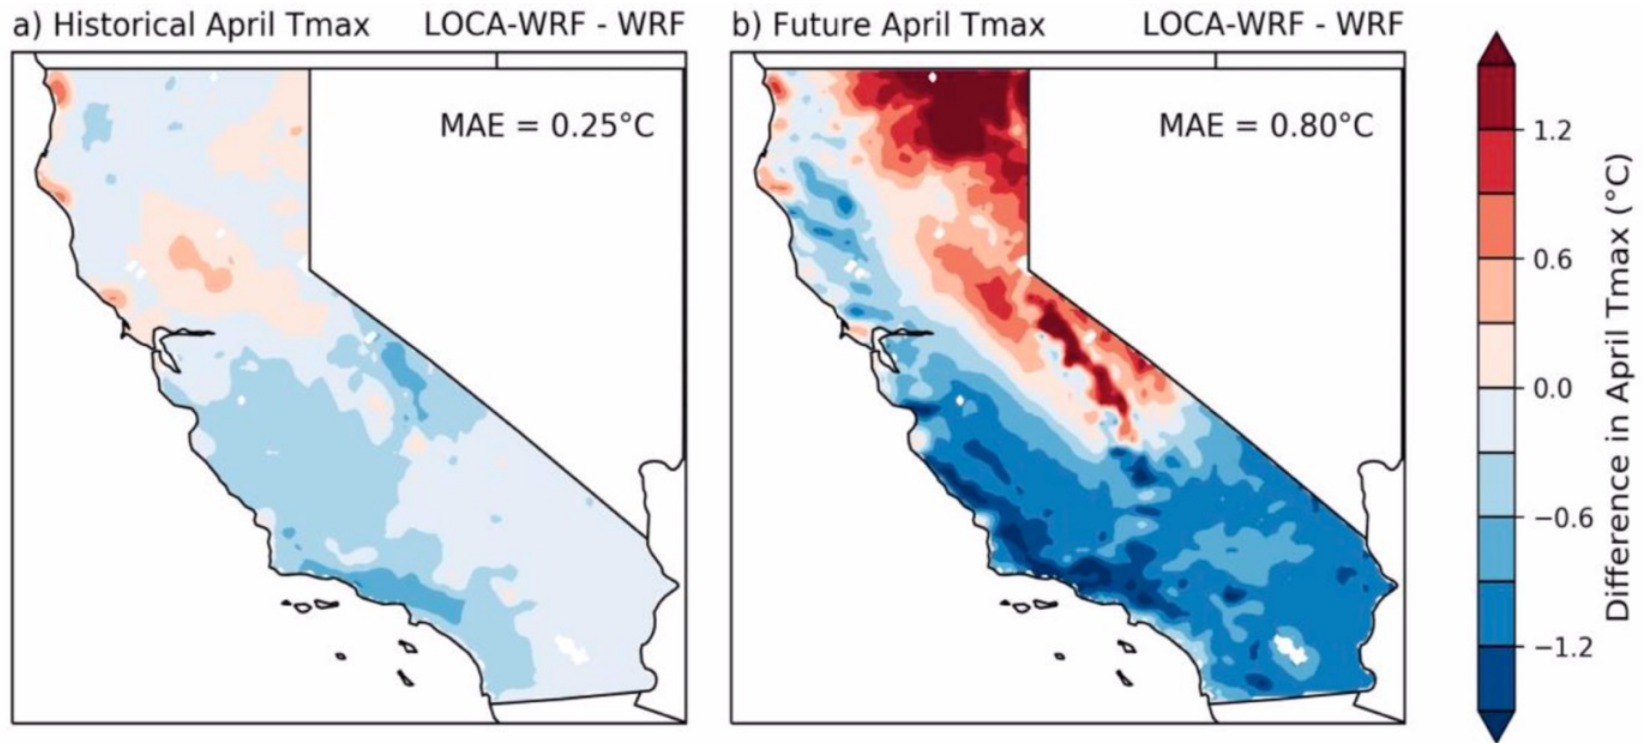 a) Historical April Tmax LOCA-WRF - WRF
MAE = 0.25°C
b) Future April Tmax LOCA-WRF - WRF
MAE = 0.80°C
1.2
0.6
0.0
−0.6
−1.2
Difference in April Tmax (°C)